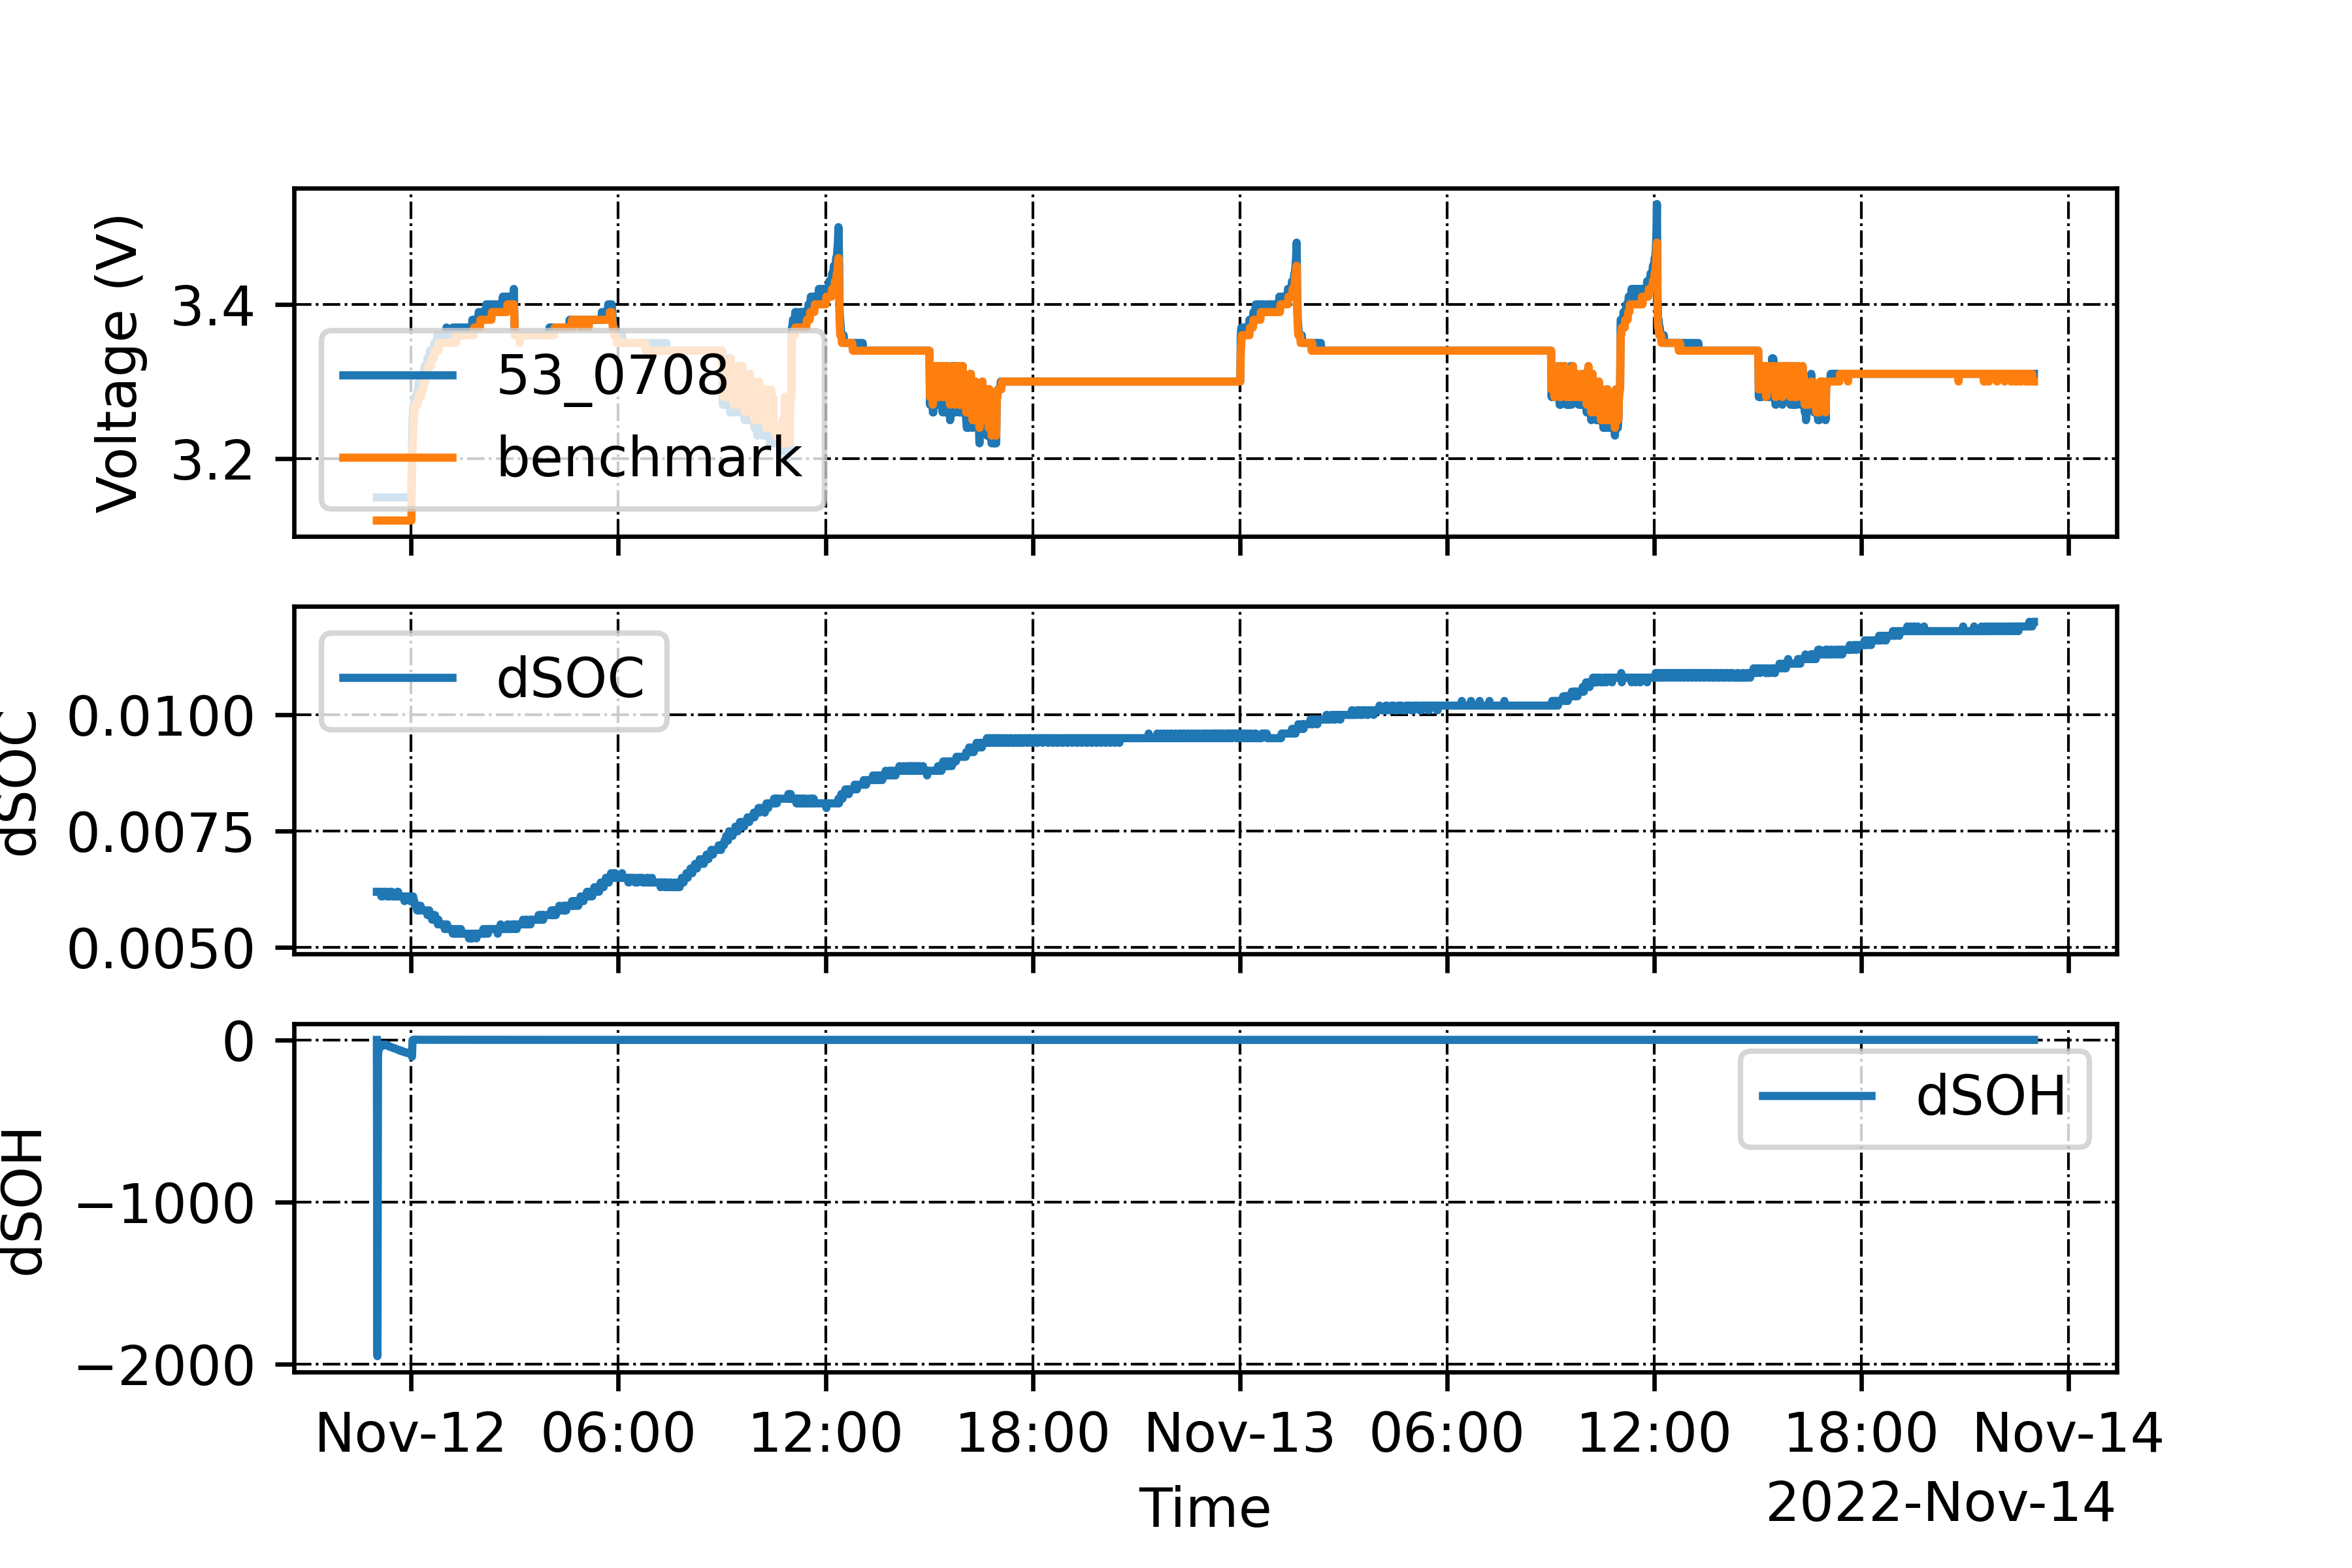 Voltage (V)
3.4
3.2
53_0708
benchmark
dSOC
0.0100
0.0075
0.0050
dSOC
dSOH
0
−1000
−2000
dSOH
Nov-12 06:00 12:00 18:00 Nov-13 06:00 12:00 18:00 Nov-14
Time
2022-Nov-14